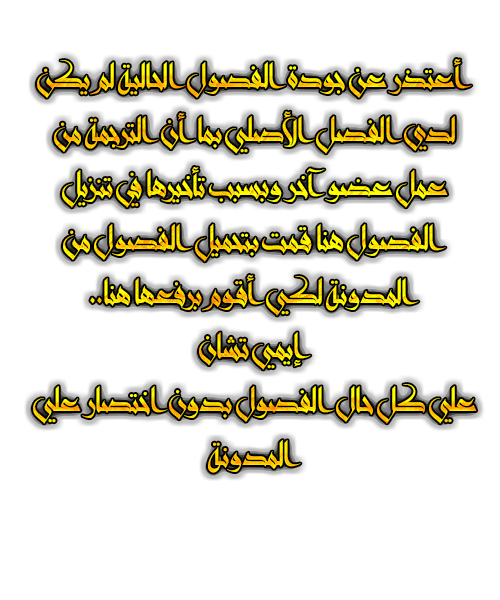 أعتذر عن جودة الفصول الحالية لم يكن
لدي الفصل الأصلي بما أن الترجمة من
عمل عضو آخر وبسبب تأخيرها في تنزيل
الفصول هنا قمت بتحميل الفصول من
المدونة لكي أقوم برفعها هنا..
إيمي تشان
علي كل حال الفصول بدون اختصار علي
المدونة